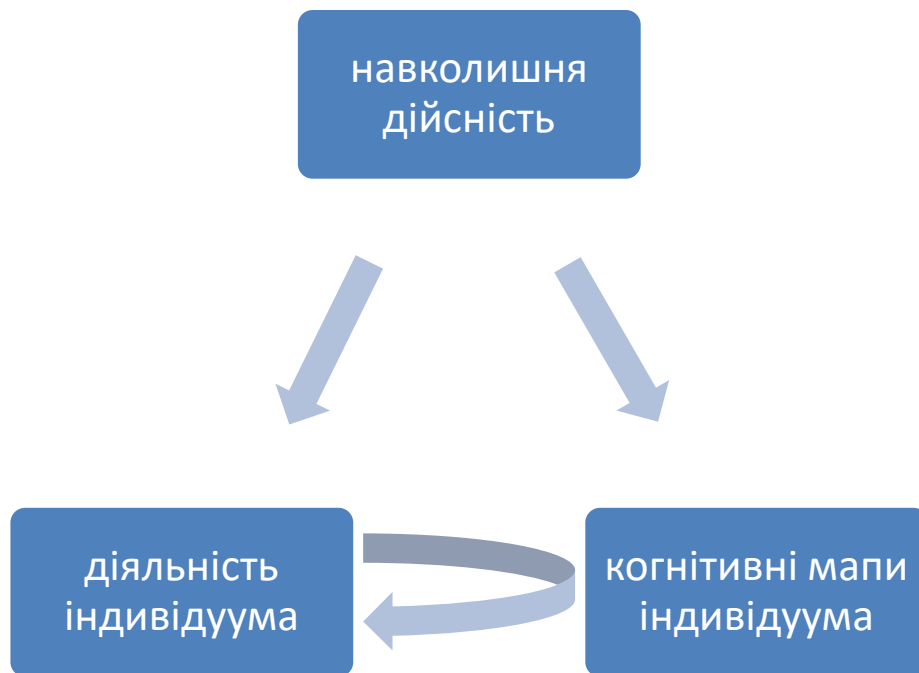 навколишня
дійсність
діяльність
індивідуума
когнітивні мапи
індивідуума